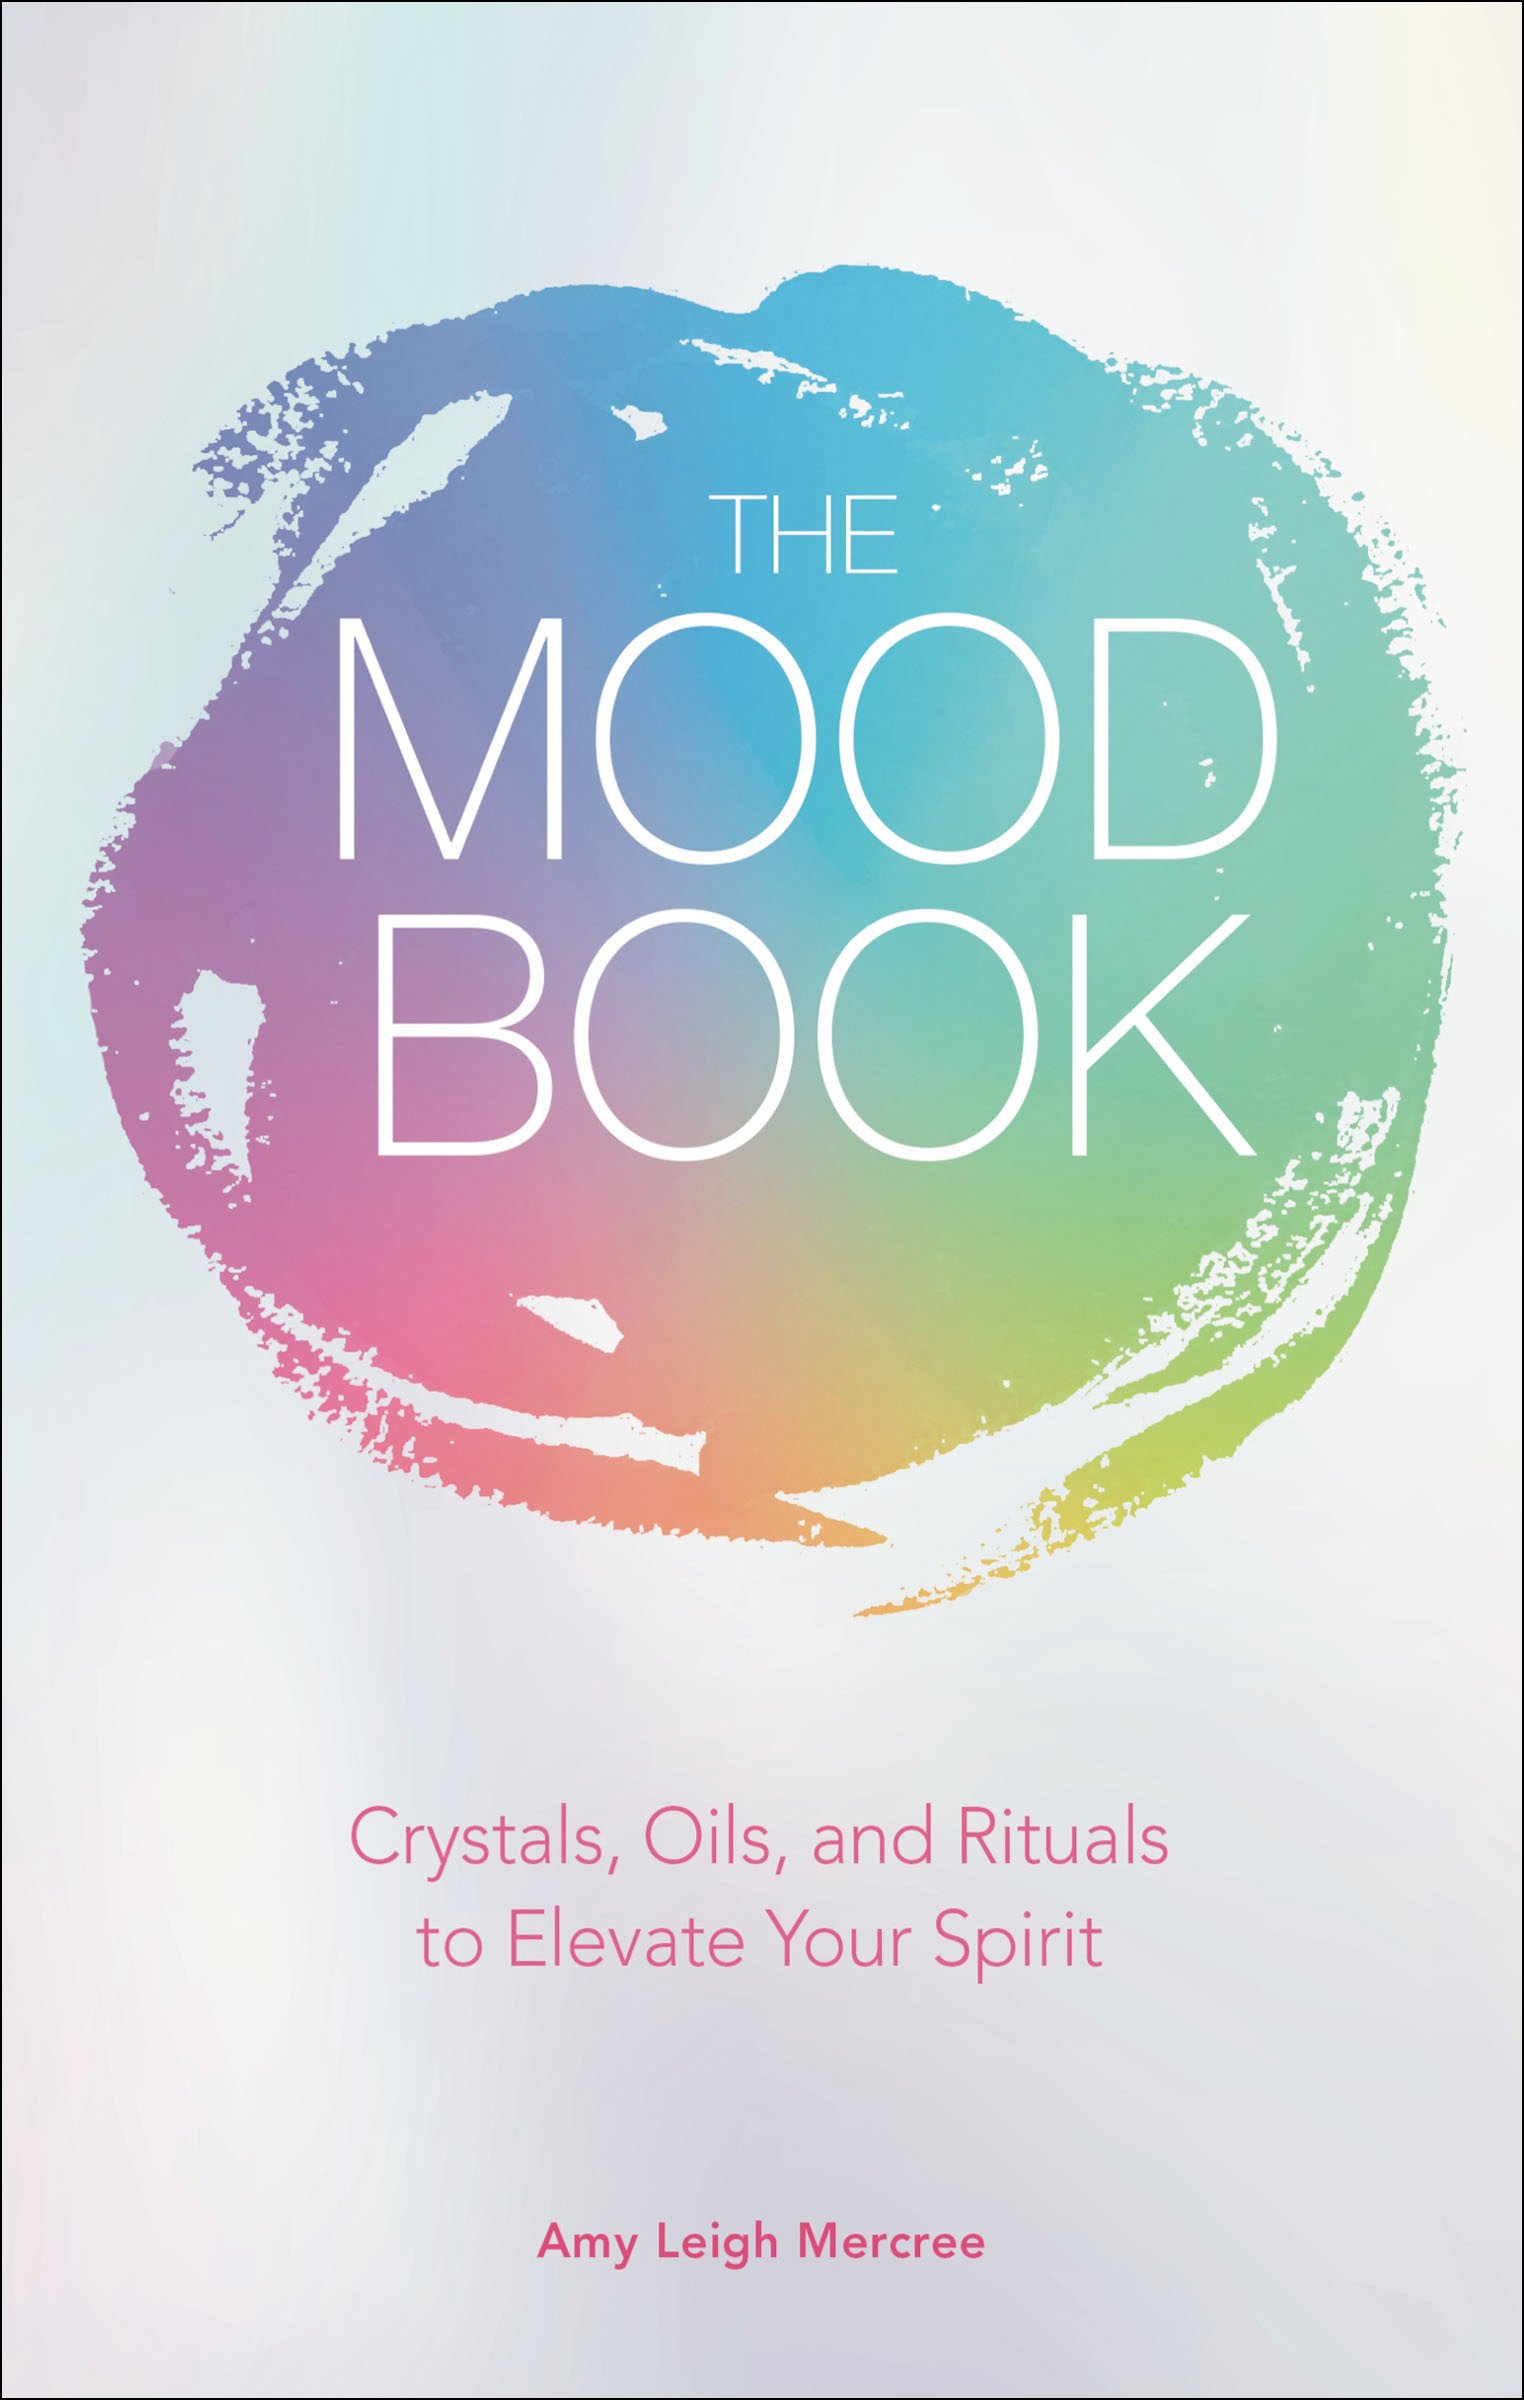 THE
MOOD
BOOK
Crystals, Oils, and Rituals
to Elevate Your Spirit
Amy Leigh Mercree